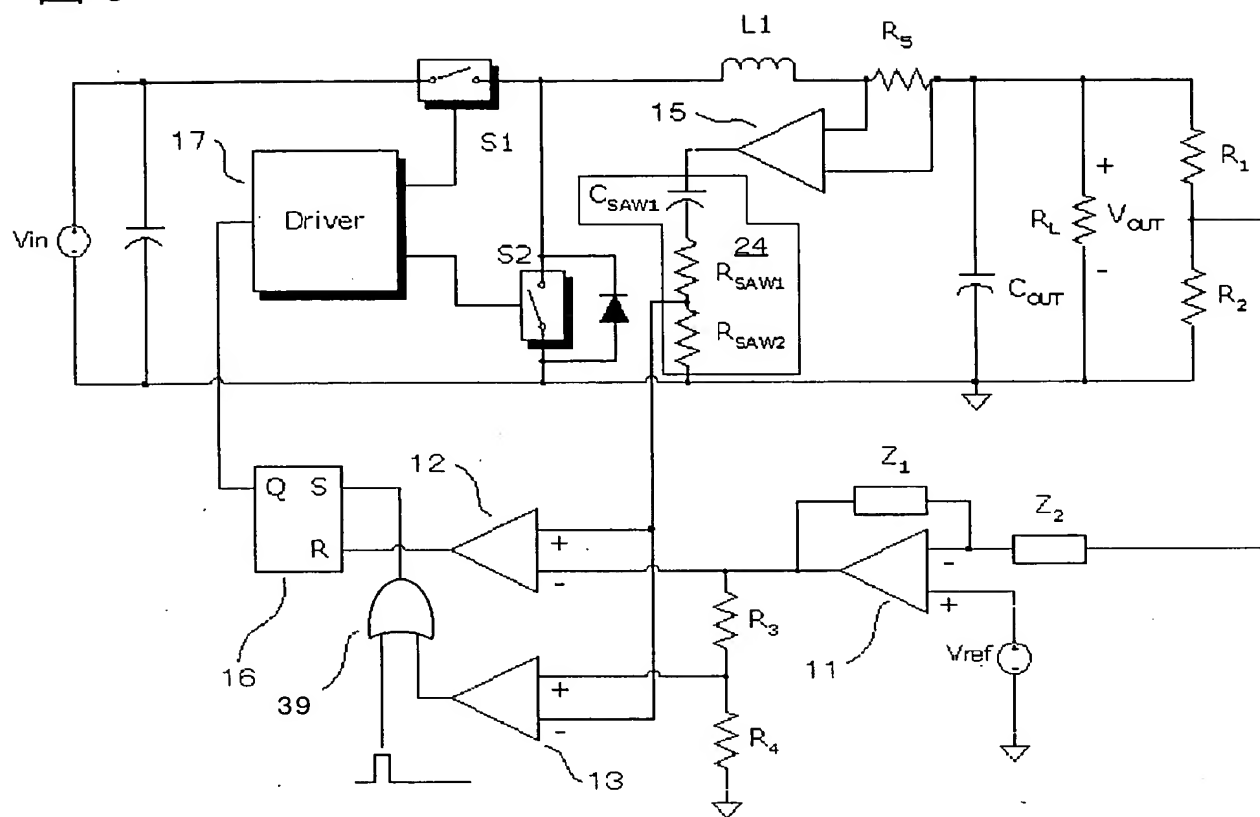 L1
R5
15
17
S1
CSAW1
R1
Driver
24
RL
+
VOUT
-
Vin
S2
RSAW1
COUT
R2
RSAW2
Z1
12
Z2
Q S
R
+
-
-
+
11
R3
Vref
16
39
+
-
R4
13